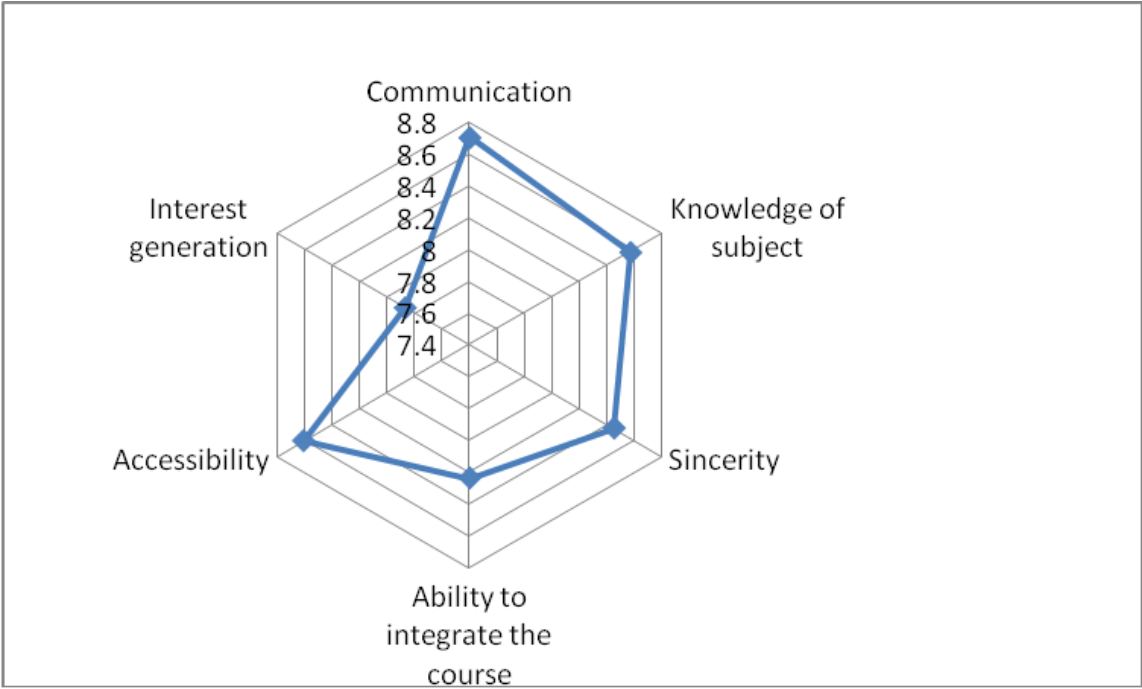 Communication
8.8
8.6
8.4
8.2
8
7.8
7.6
7.4
Knowledge of
subject
Sincerity
Ability to
integrate the
course
Accessibility
Interest
generation